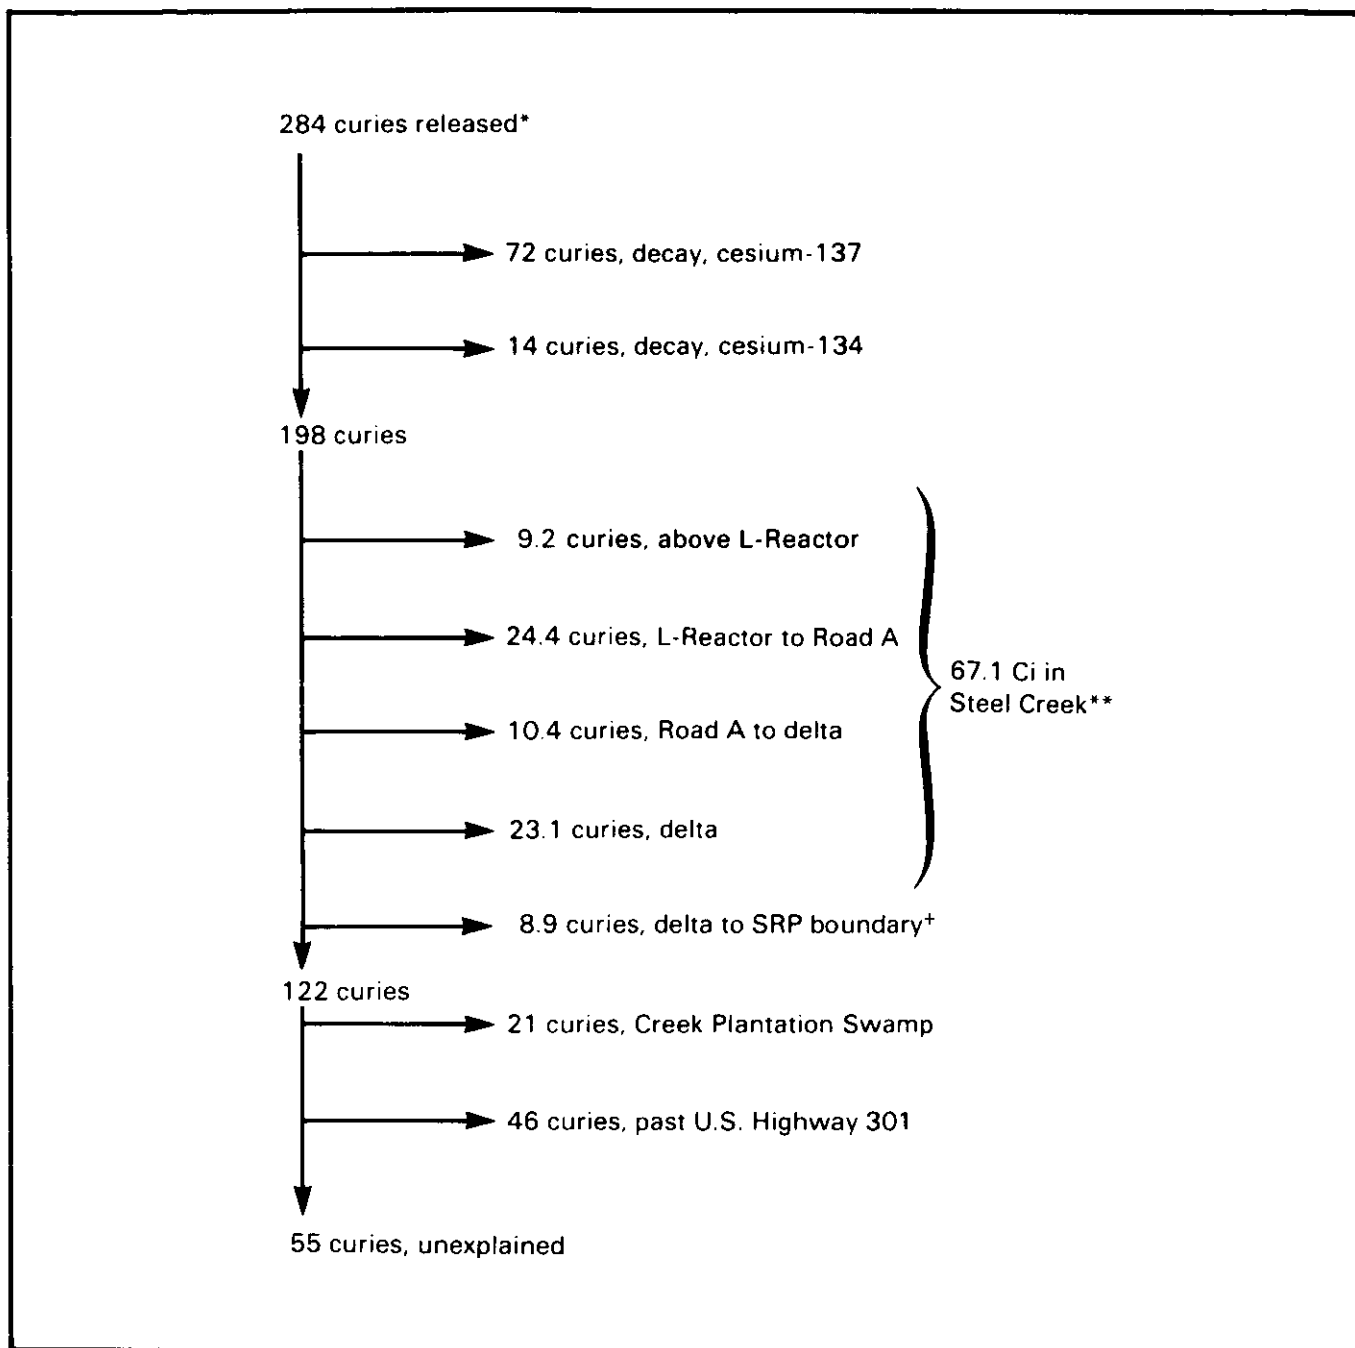 284 curies released*
72 curies, decay, cesium-137
14 curies, decay, cesium-134
198 curies
9.2 curies, above L-Reactor
24.4 curies, L-Reactor to Road A
67.1 Ci in
Steel Creek**
10.4 curies, Road A to delta
23.1 curies, delta
8.9 curies, delta to SRP boundary+
122 curies
21 curies, Creek Plantation Swamp
46 curies, past U.S. Highway 301
55 curies, unexplained